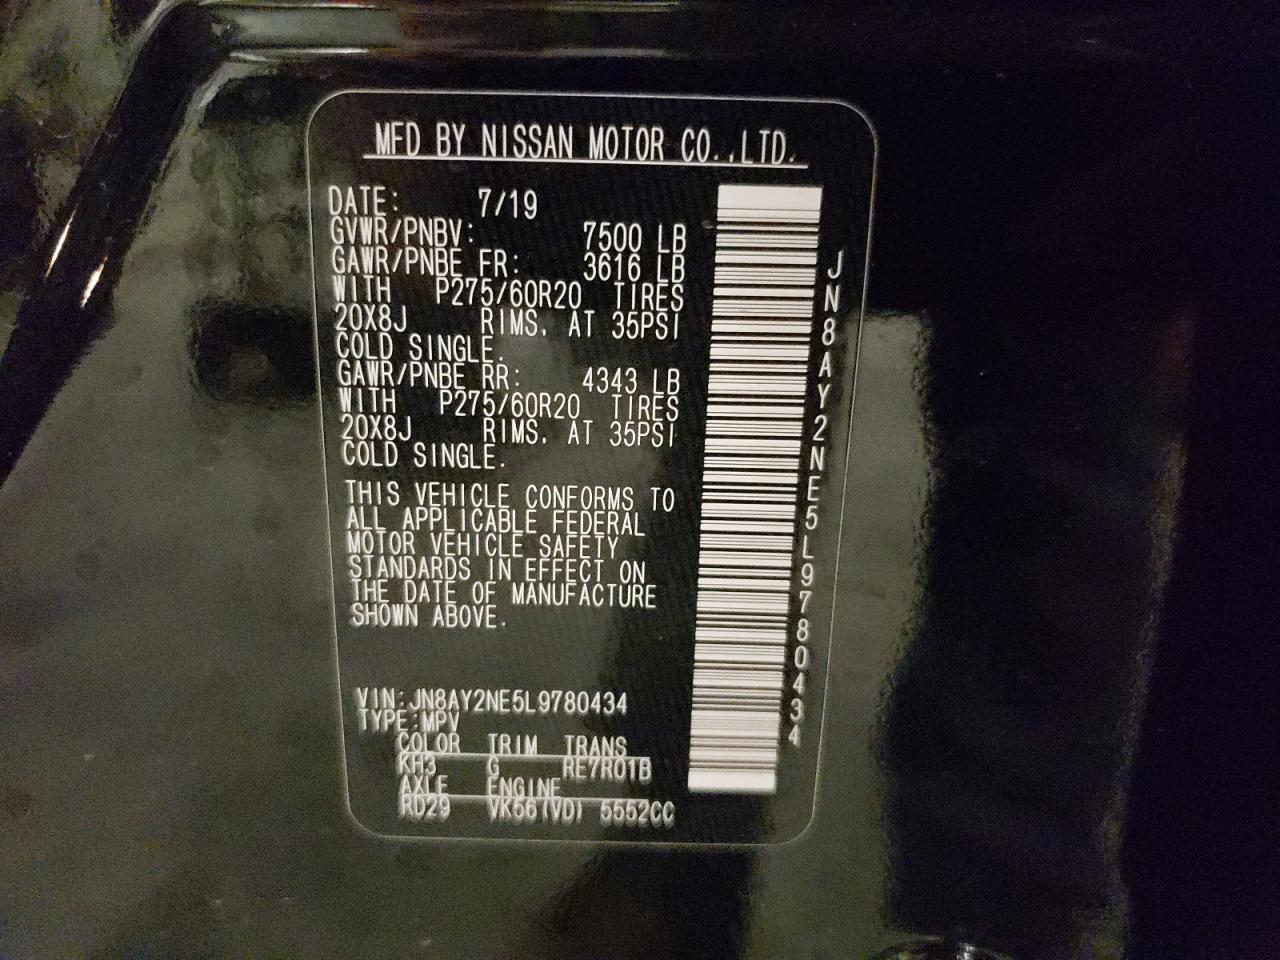 MFD BY NISSAN MOTOR CO.,LTD.
DATE: 7/19
GVWR/PNBV: 7500 LB
GAWR/PNBE FR: 3616 LB
WITH P275/60R20 TIRES
20X8J RIMS. AT 35PSI
COLD SINGLE.
GAWR/PNBE RR: 4343 LB
WITH P275/60R20 TIRES
20X8J RIMS. AT 35PSI
COLD SINGLE.
THIS VEHICLE CONFORMS TO
ALL APPLICABLE FEDERAL
MOTOR VEHICLE SAFETY
STANDARDS IN EFFECT ON
THE DATE OF MANUFACTURE
SHOWN ABOVE.
VIN:JN8AY2NE5L9780434
TYPE:MPV
COLOR TRIM TRANS
KH3 G RE7R01B
AXLE ENGINE
RD29 VK56(VD) 5552CC
JN8AY2NE5L9780434